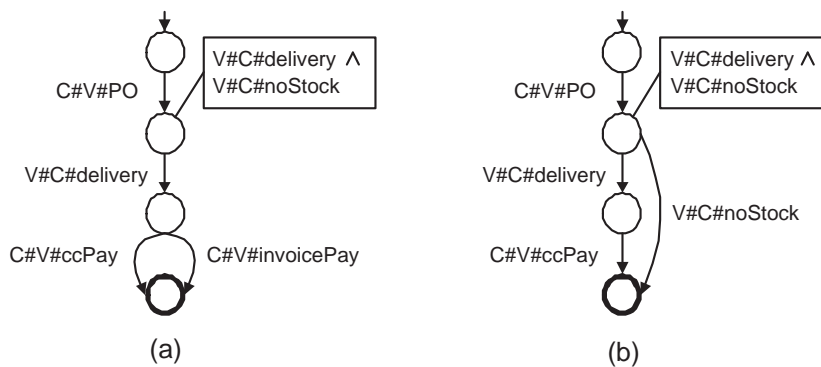 V#C#delivery ∧
V#C#noStock
C#V#PO
V#C#delivery
C#V#ccPay
C#V#invoicePay
(a)
V#C#delivery ∧
V#C#noStock
C#V#PO
V#C#delivery
V#C#noStock
C#V#ccPay
(b)